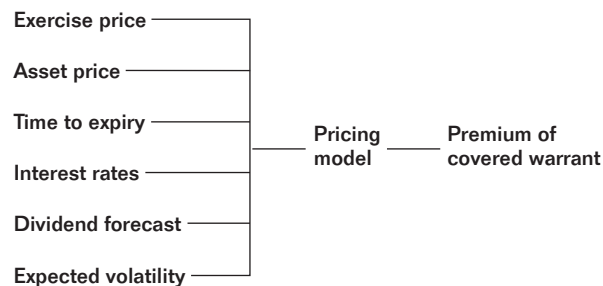 Exercise price
Asset price
Time to expiry
Interest rates
Dividend forecast
Expected volatility
Pricing
model
Premium of
covered warrant